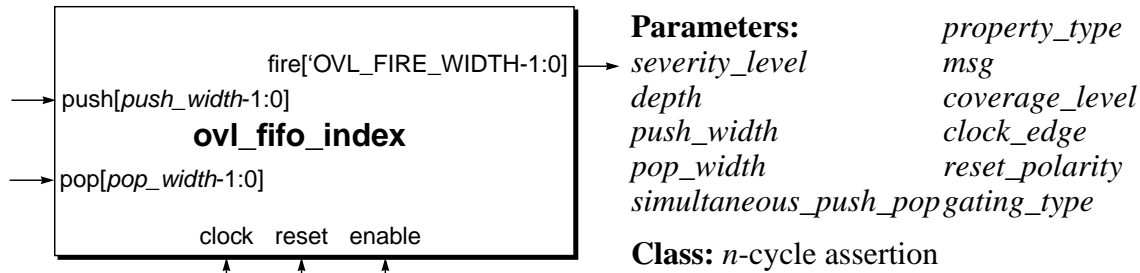 fire[‘OVL_FIRE_WIDTH-1:0]
push[push_width-1:0]
ovl_fifo_index
pop[pop_width-1:0]
clock reset enable
Parameters: property_type
severity_level msg
depth coverage_level
push_width clock_edge
pop_width reset_polarity
simultaneous_push_pop gating_type
Class: n-cycle assertion